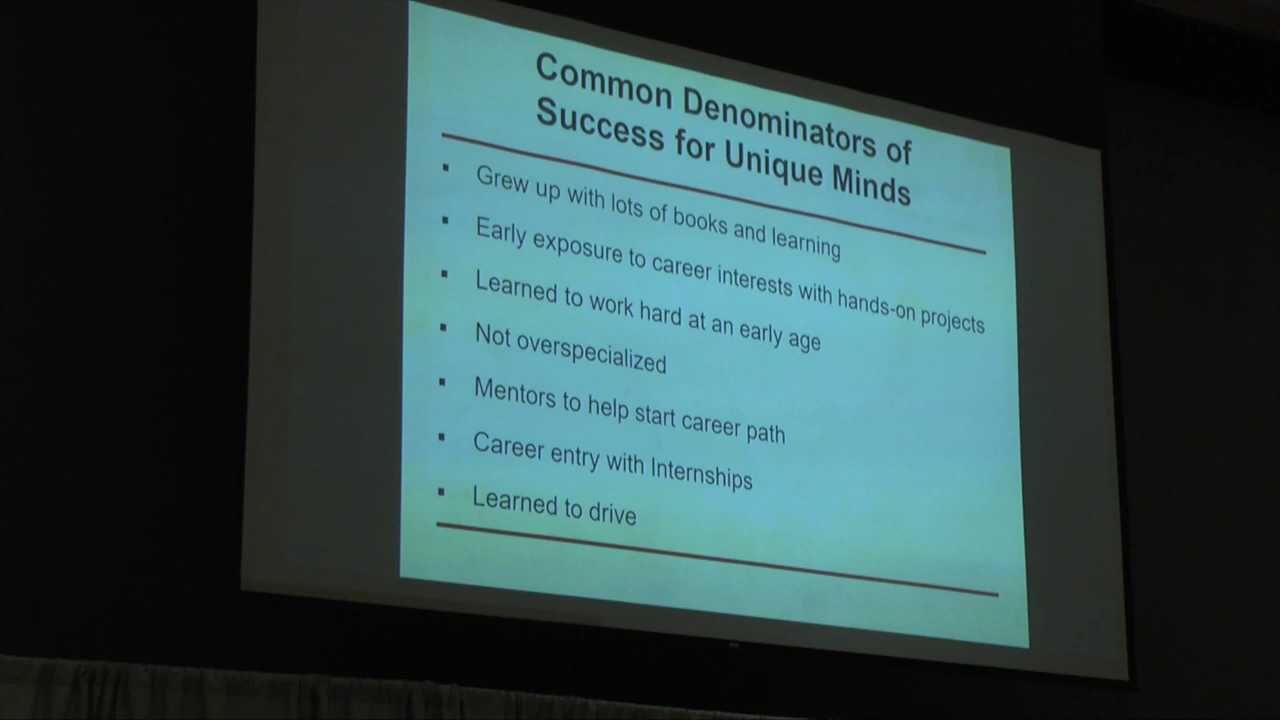 Common Denominators of
Success for Unique Minds
▪ Grew up with lots of books and learning
▪ Early exposure to career interests with hands-on projects
▪ Learned to work hard at an early age
▪ Not overspecialized
▪ Mentors to help start career path
▪ Career entry with Internships
▪ Learned to drive